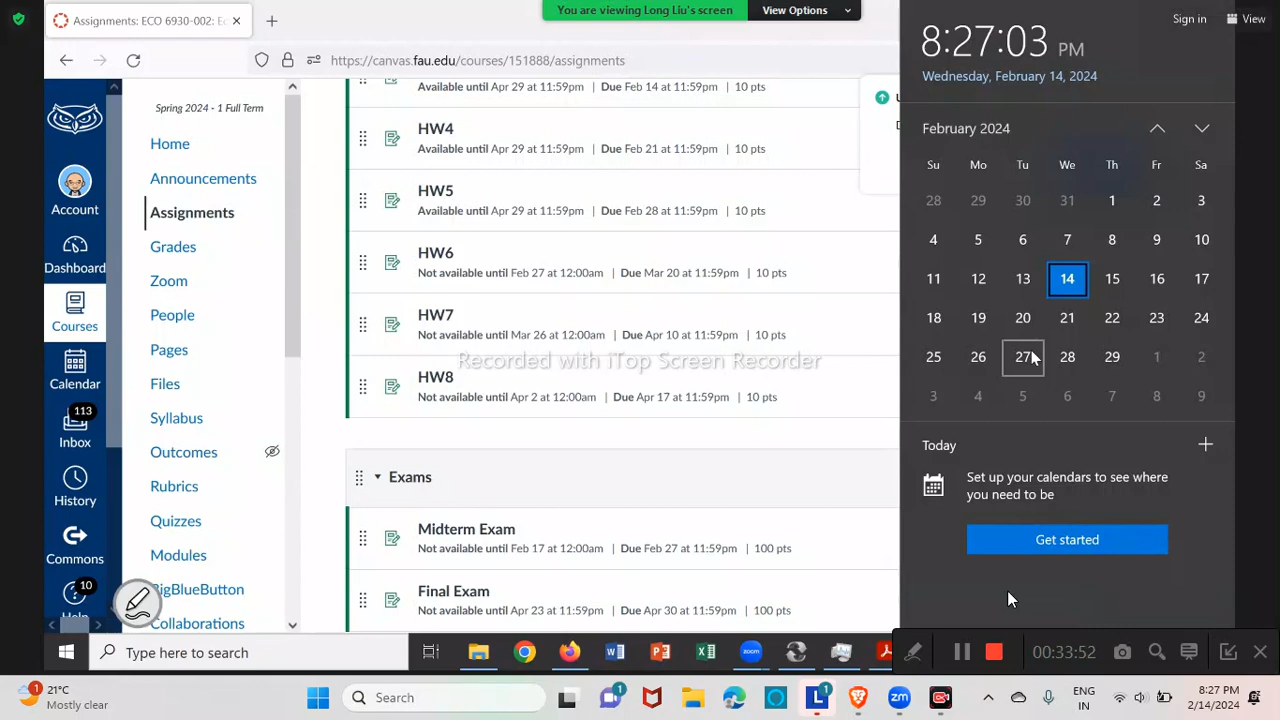 Assignments: ECO 6930-002: Ec
You are viewing Long Liu's screen
View Options
Sign in
View
8:27:03 PM
Wednesday, February 14, 2024
https://canvas.fau.edu/courses/151888/assignments
Spring 2024 - 1 Full Term
Home
Announcements
Assignments
Grades
Zoom
People
Pages
Files
Syllabus
Outcomes
Rubrics
Quizzes
Modules
BigBlueButton
Collaborations
Account
Dashboard
Courses
Calendar
113
Inbox
History
Commons
10
Help
Available until Apr 29 at 11:59pm | Due Feb 14 at 11:59pm | 10 pts
HW4
Available until Apr 29 at 11:59pm | Due Feb 21 at 11:59pm | 10 pts
HW5
Available until Apr 29 at 11:59pm | Due Feb 28 at 11:59pm | 10 pts
HW6
Not available until Feb 27 at 12:00am | Due Mar 20 at 11:59pm | 10 pts
HW7
Not available until Mar 26 at 12:00am | Due Apr 10 at 11:59pm | 10 pts
Recorded with iTop Screen Recorder
HW8
Not available until Apr 2 at 12:00am | Due Apr 17 at 11:59pm | 10 pts
Exams
Midterm Exam
Not available until Feb 17 at 12:00am | Due Feb 27 at 11:59pm | 100 pts
Final Exam
Not available until Apr 23 at 11:59pm | Due Apr 30 at 11:59pm | 100 pts
February 2024
Su Mo Tu We Th Fr Sa
28 29 30 31 1 2 3
4 5 6 7 8 9 10
11 12 13 14 15 16 17
18 19 20 21 22 23 24
25 26 27 28 29 1 2
3 4 5 6 7 8 9
Today
Set up your calendars to see where
you need to be
Get started
Type here to search
00:33:52
1
21°C
Mostly clear
Search
1
1
ENG
IN
8:27 PM
2/14/2024